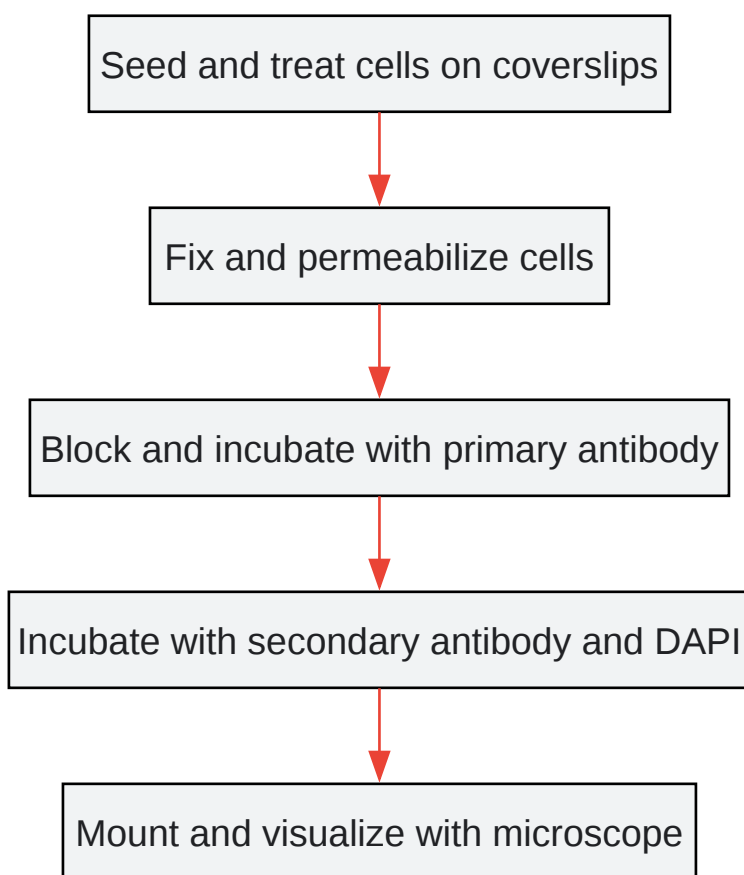 Seed and treat cells on coverslips
Fix and permeabilize cells
Block and incubate with primary antibody
Incubate with secondary antibody and DAPI
Mount and visualize with microscope